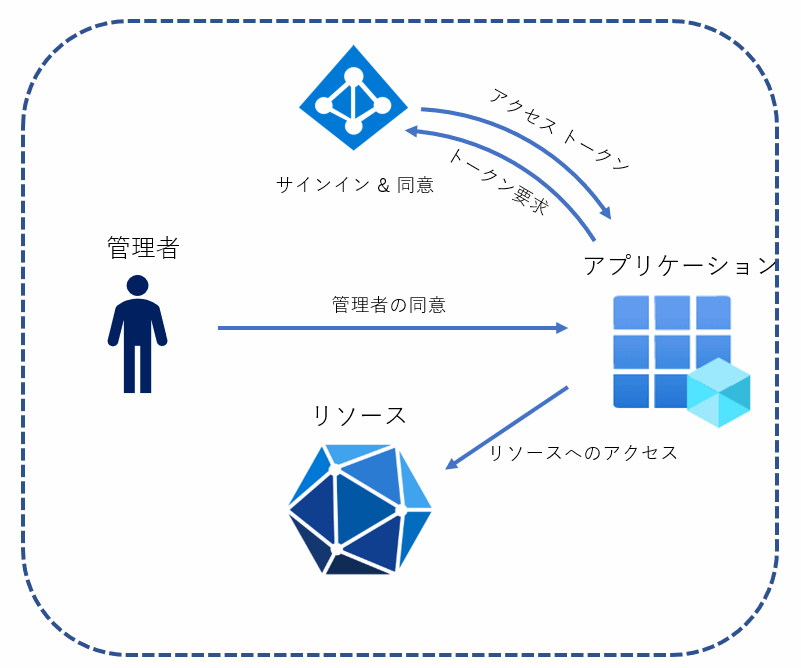 アクセス トークン
トークン要求
サインイン & 同意
管理者
アプリケーション
管理者の同意
リソース
リソースへのアクセス